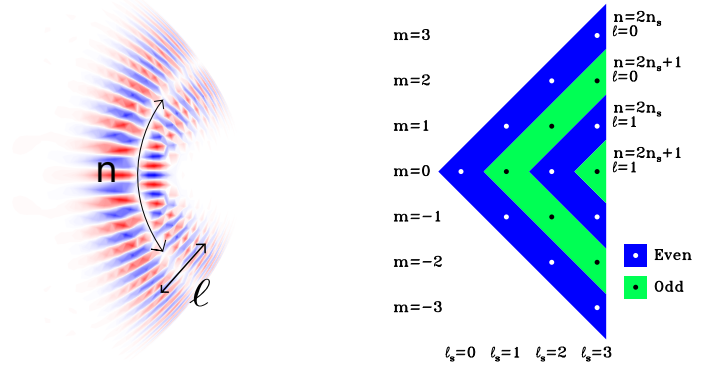 n
ℓ
m=3
m=2
m=1
m=0
m=−1
m=−2
m=−3
n=2nₛ
ℓ=0
n=2nₛ+1
ℓ=0
n=2nₛ
ℓ=1
n=2nₛ+1
ℓ=1
Even
Odd
ℓₛ=0 ℓₛ=1 ℓₛ=2 ℓₛ=3